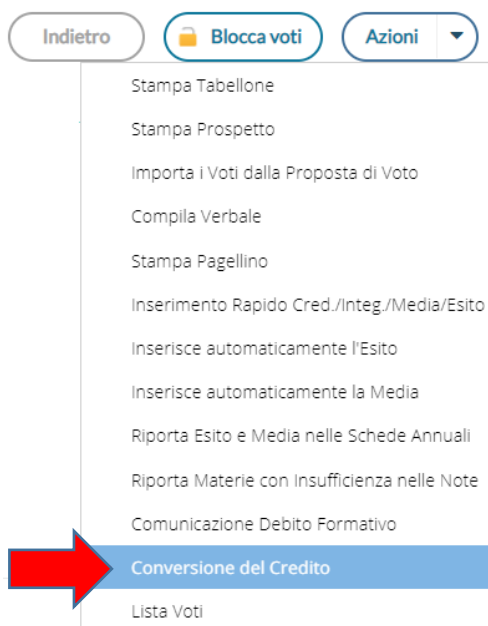 Indietro Blocca voti Azioni
Stampa Tabellone
Stampa Prospetto
Importa i Voti dalla Proposta di Voto
Compila Verbale
Stampa Pagellino
Inserimento Rapido Cred./Integ./Media/Esito
Inserisce automaticamente l'Esito
Inserisce automaticamente la Media
Riporta Esito e Media nelle Schede Annuali
Riporta Materie con Insufficienza nelle Note
Comunicazione Debito Formativo
Conversione del Credito
Lista Voti